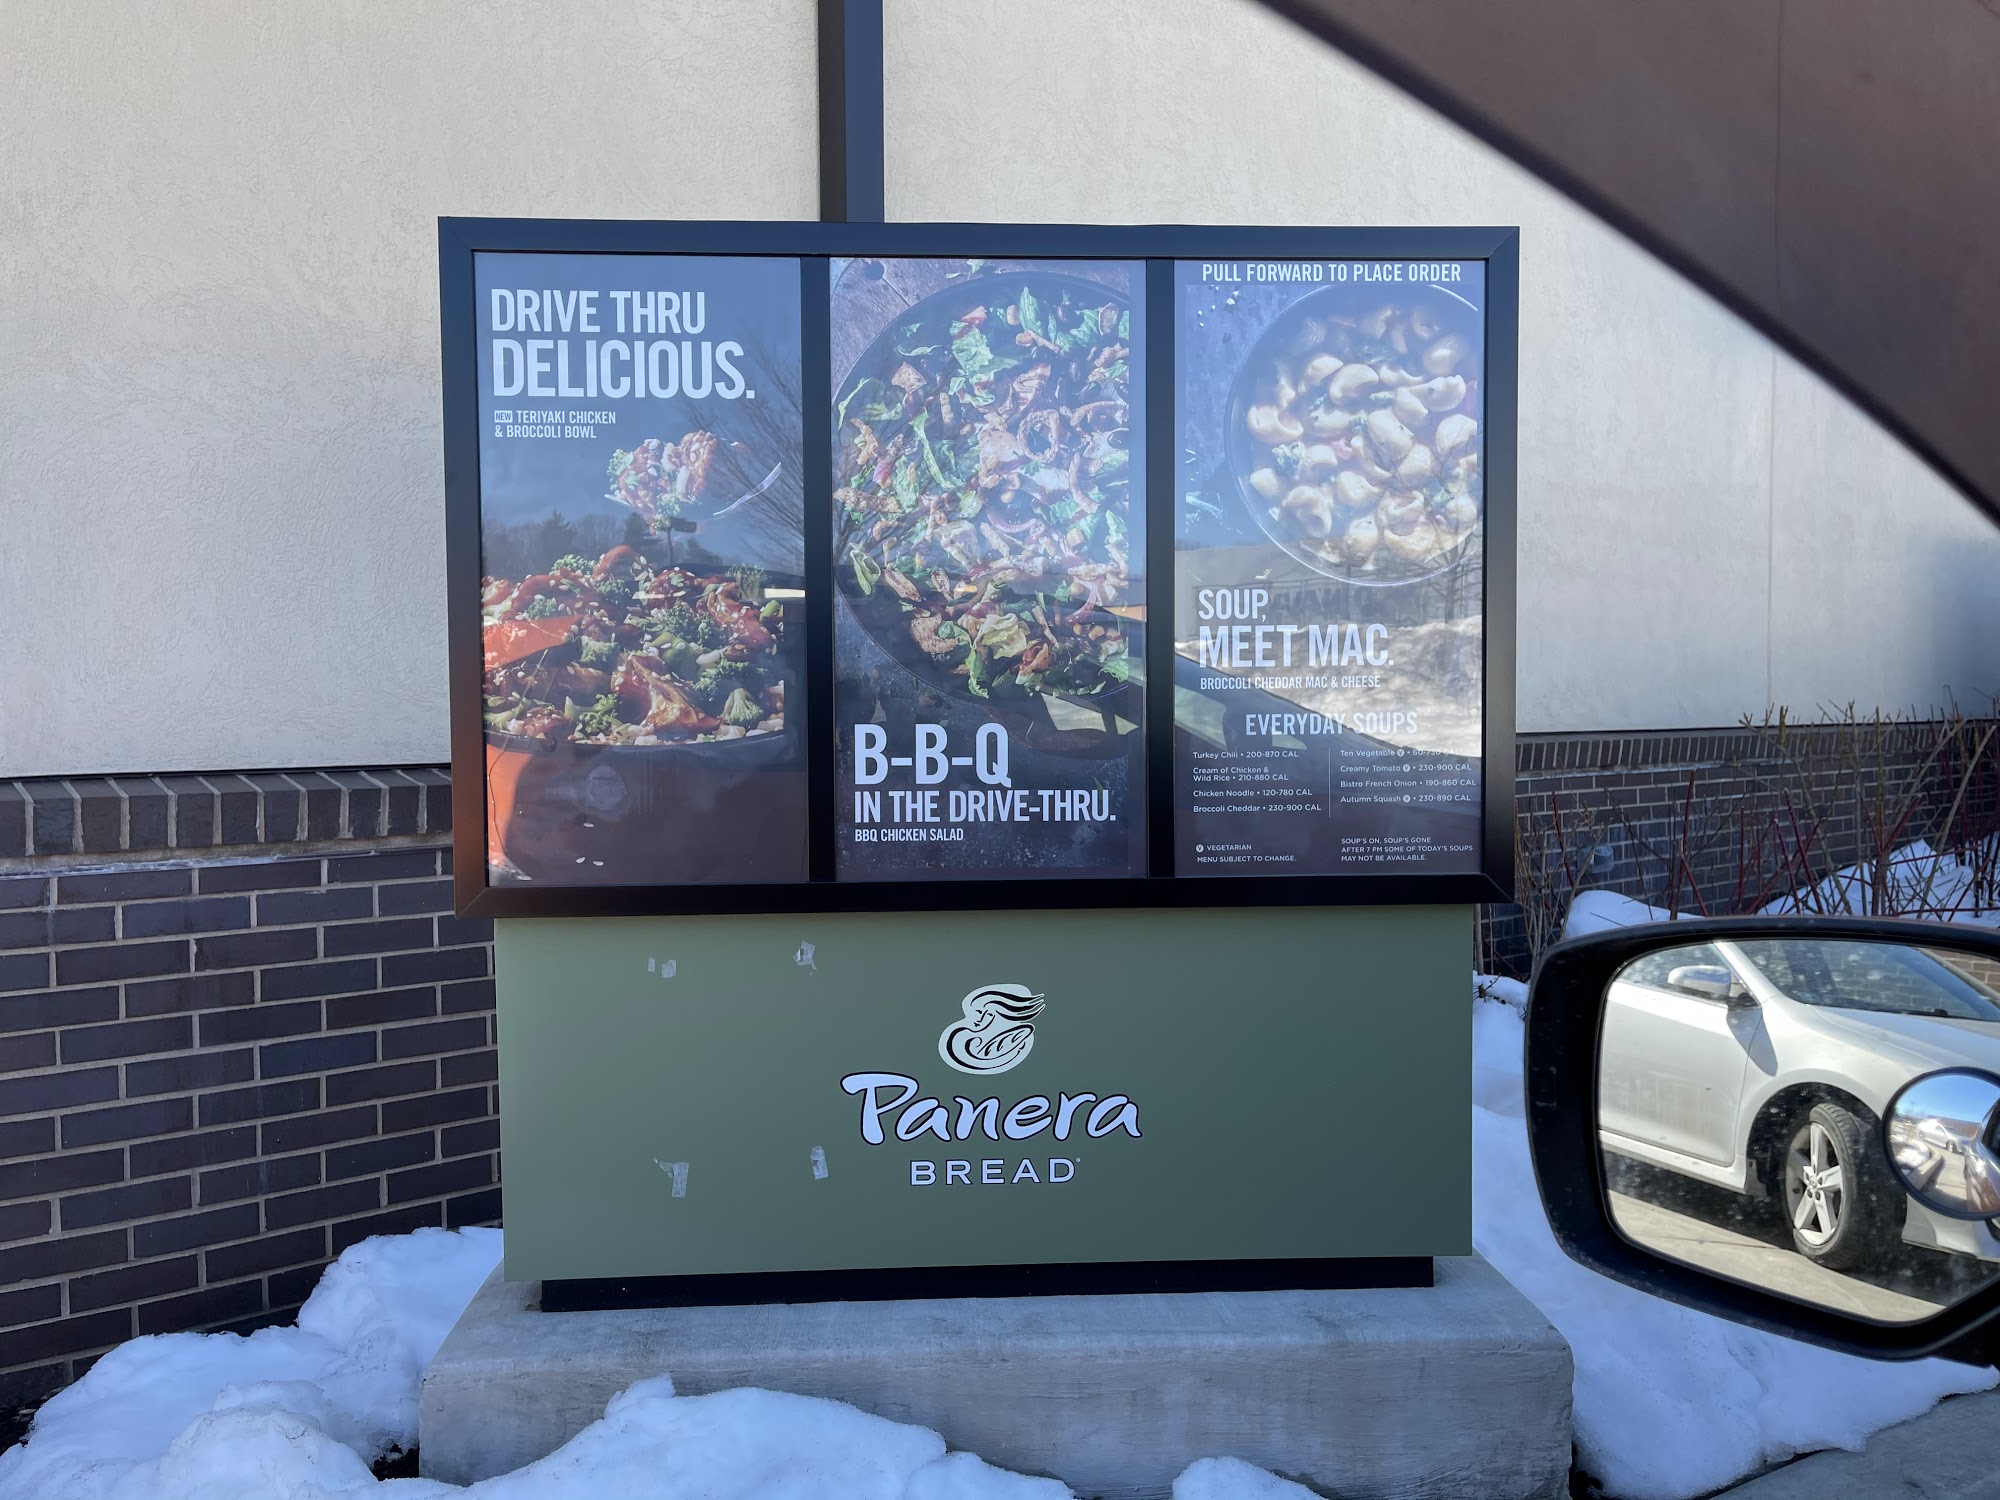 DRIVE THRU
DELICIOUS.
NEW TERIYAKI CHICKEN
& BROCCOLI BOWL
B-B-Q
IN THE DRIVE-THRU.
BBQ CHICKEN SALAD
PULL FORWARD TO PLACE ORDER
SOUP,
MEET MAC.
BROCCOLI CHEDDAR MAC & CHEESE
EVERYDAY SOUPS
Turkey Chili • 200-870 CAL
Cream of Chicken &
Wild Rice • 210-880 CAL
Chicken Noodle • 120-780 CAL
Broccoli Cheddar • 230-900 CAL
Ten Vegetable V • 60-730 CAL
Creamy Tomato V • 230-900 CAL
Bistro French Onion • 190-860 CAL
Autumn Squash V • 230-890 CAL
V VEGETARIAN
MENU SUBJECT TO CHANGE.
SOUP'S ON, SOUP'S GONE
AFTER 7 PM SOME OF TODAY'S SOUPS
MAY NOT BE AVAILABLE.
Panera
BREAD